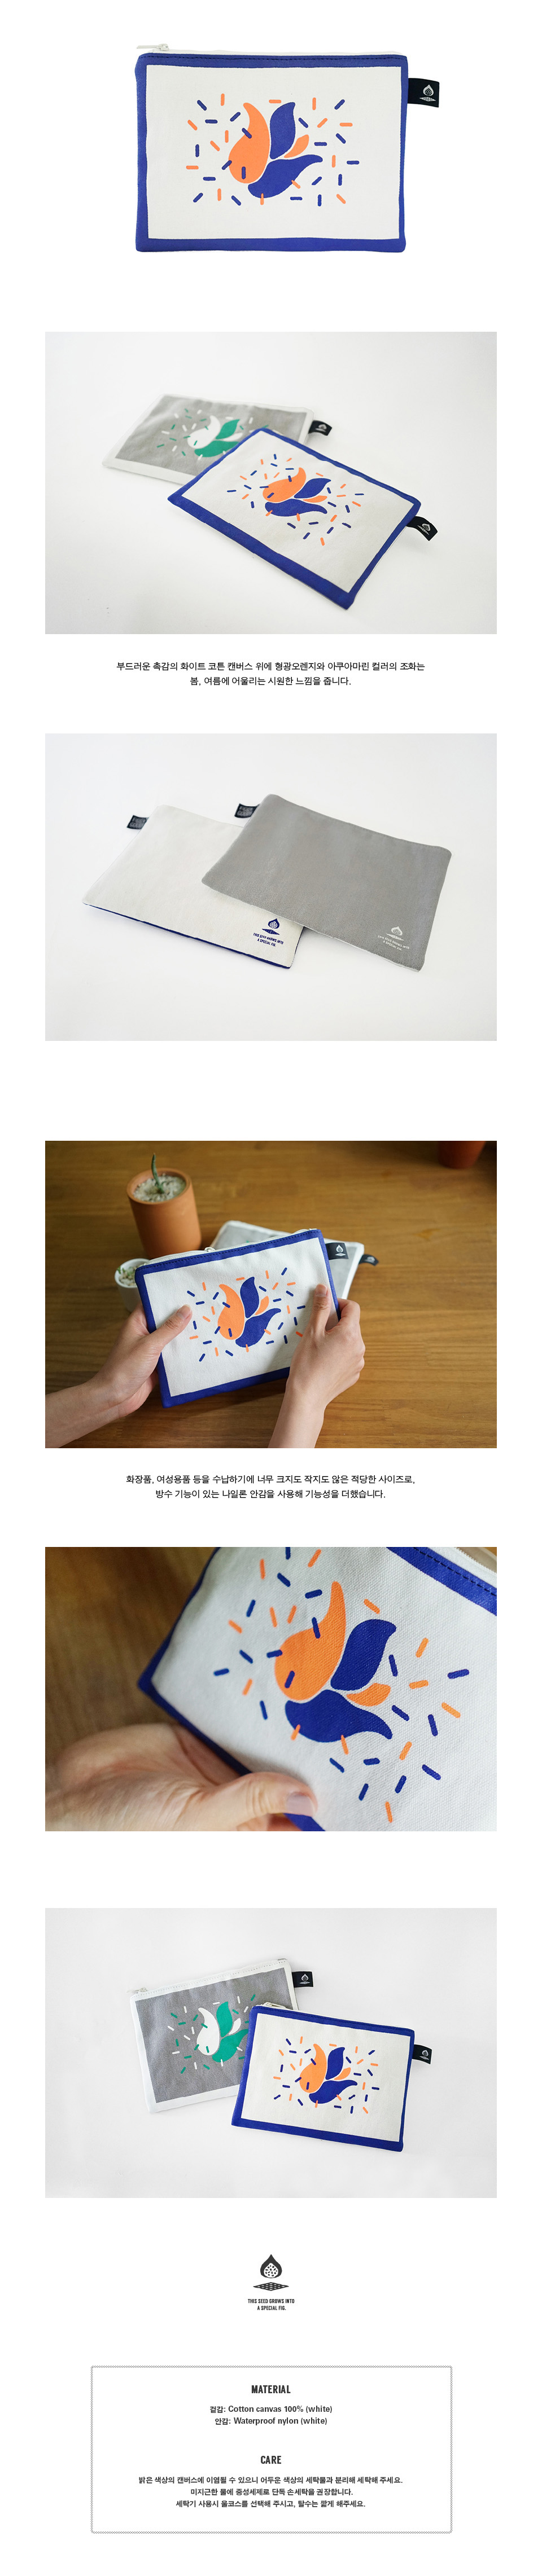 부드러운 촉감의 화이트 코튼 캔버스 위에 형광오렌지와 아쿠아마린 컬러의 조화는
봄, 여름에 어울리는 시원한 느낌을 줍니다.
THIS SEED GROWS INTO
A SPECIAL FIG.
화장품, 여성용품 등을 수납하기에 너무 크지도 작지도 않은 적당한 사이즈로,
방수 기능이 있는 나일론 안감을 사용해 기능성을 더했습니다.
THIS SEED GROWS INTO
A SPECIAL FIG.
MATERIAL
겉감: Cotton canvas 100% (white)
안감: Waterproof nylon (white)
CARE
밝은 색상의 캔버스에 이염될 수 있으니 어두운 색상의 세탁물과 분리해 세탁해 주세요.
미지근한 물에 중성세제로 단독 손세탁을 권장합니다.
세탁기 사용시 울코스를 선택해 주시고, 탈수는 짧게 해주세요.